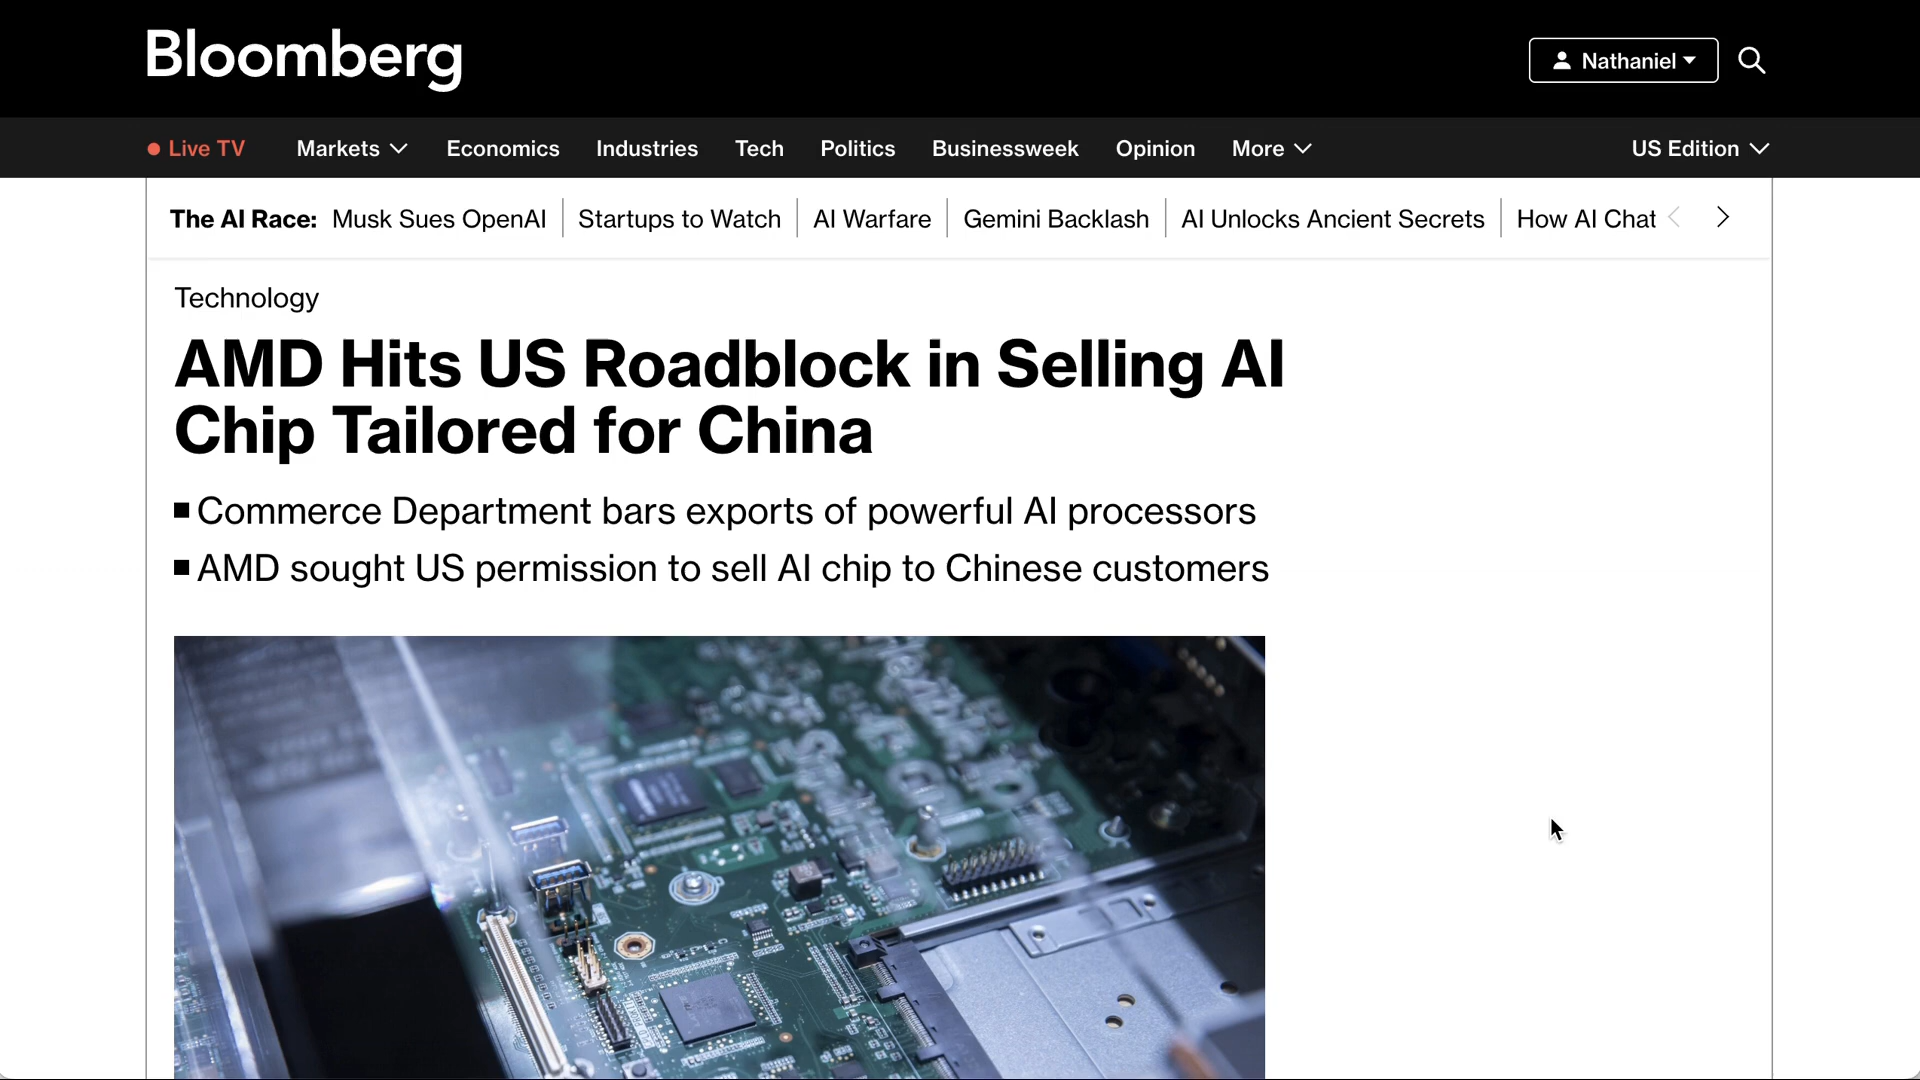 Bloomberg
Nathaniel
Live TV Markets Economics Industries Tech Politics Businessweek Opinion More US Edition
The AI Race: Musk Sues OpenAI Startups to Watch AI Warfare Gemini Backlash AI Unlocks Ancient Secrets How AI Chat
Technology
AMD Hits US Roadblock in Selling AI
Chip Tailored for China
Commerce Department bars exports of powerful AI processors
AMD sought US permission to sell AI chip to Chinese customers